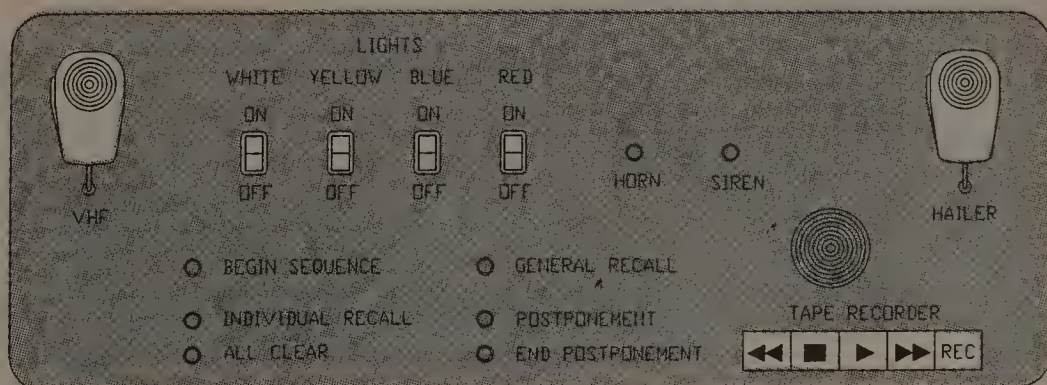 LIGHTS
WHITE YELLOW BLUE RED
ON ON ON ON
OFF OFF OFF OFF
HORN SIREN
VHF
HAILER
BEGIN SEQUENCE GENERAL RECALL
INDIVIDUAL RECALL POSTPONEMENT
TAPE RECORDER
ALL CLEAR END POSTPONEMENT
REC